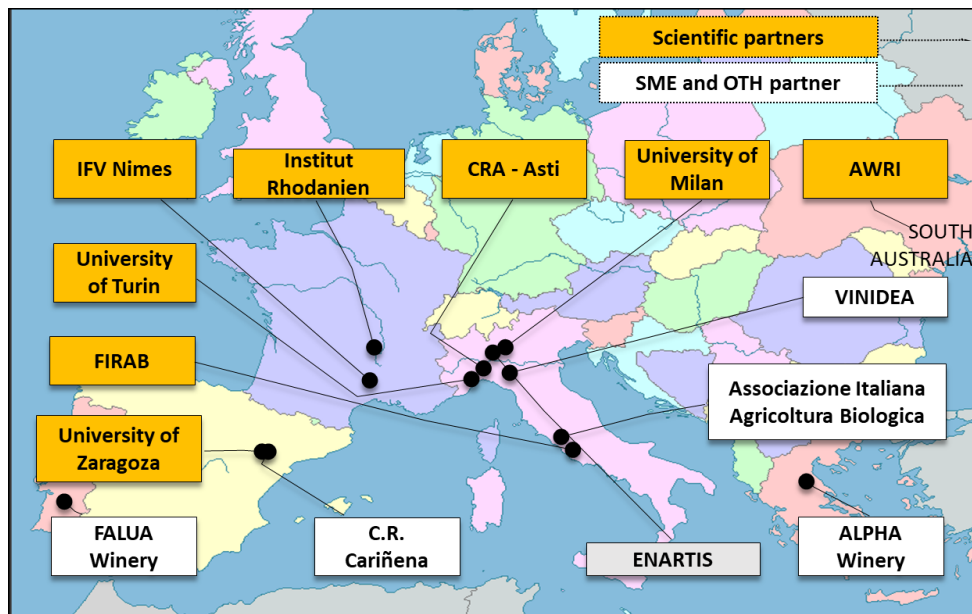 Scientific partners
SME and OTH partner
IFV Nimes
Institut
Rhodanien
CRA - Asti
University of
Milan
AWRI
SOUTH
AUSTRALIA
University
of Turin
VINIDEA
FIRAB
Associazione Italiana
Agricoltura Biologica
University of
Zaragoza
FALUA
Winery
C.R.
Cariñena
ENARTIS
ALPHA
Winery